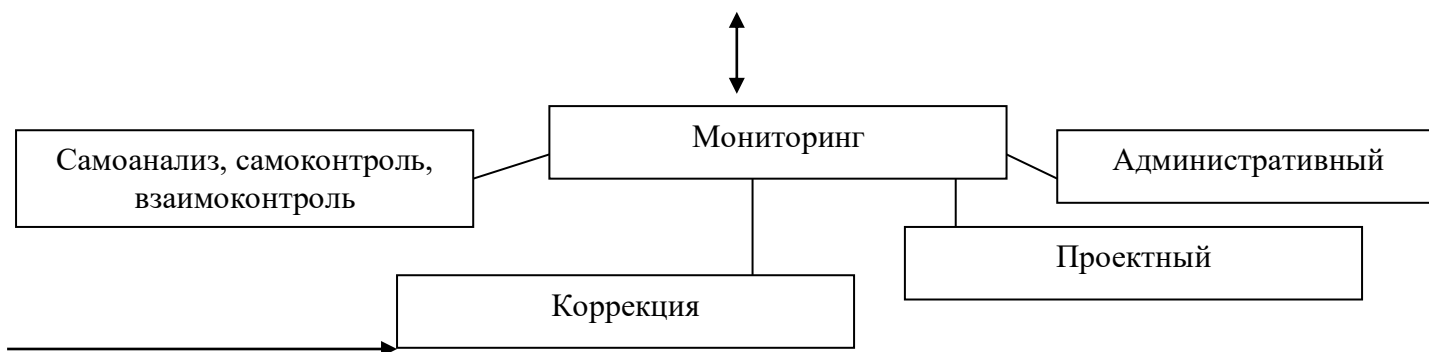 Мониторинг
Самоанализ, самоконтроль,
взаимоконтроль
Административный
Проектный
Коррекция